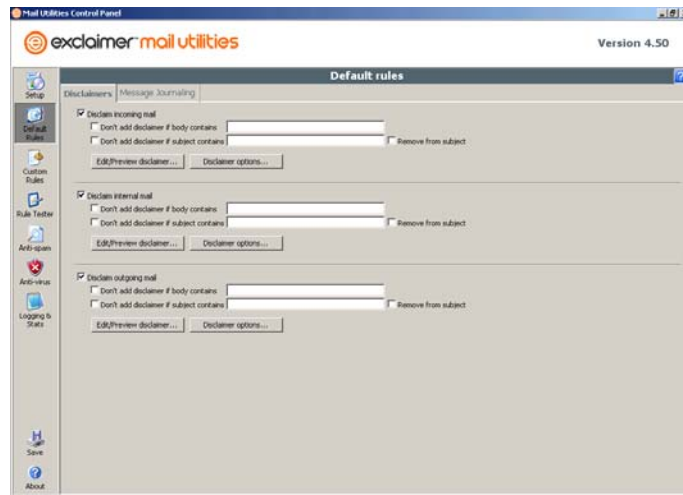 Mail Utilities Control Panel
exclaimer mail utilities
Version 4.50
Default rules
Setup
Default Rules
Custom Rules
Rule Tester
Anti-spam
Anti-virus
Logging & Stats
Save
About
Disclaimers Message Journaling
Disclaim incoming mail
Don't add disclaimer if body contains
Don't add disclaimer if subject contains Remove from subject
Edit/Preview disclaimer... Disclaimer options...
Disclaim internal mail
Don't add disclaimer if body contains
Don't add disclaimer if subject contains Remove from subject
Edit/Preview disclaimer... Disclaimer options...
Disclaim outgoing mail
Don't add disclaimer if body contains
Don't add disclaimer if subject contains Remove from subject
Edit/Preview disclaimer... Disclaimer options...